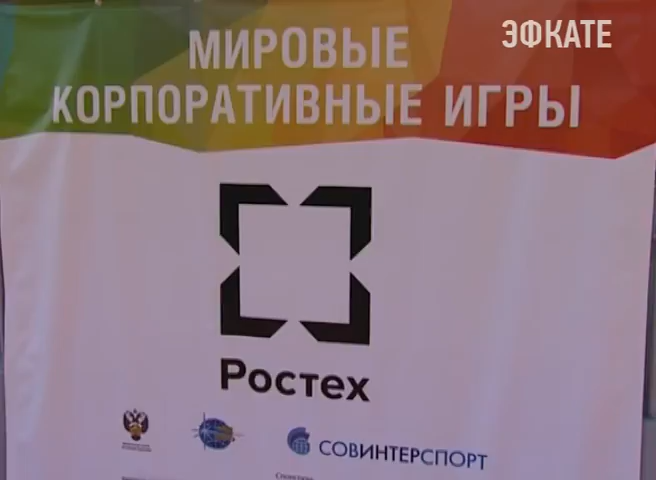 ЭФКАТЕ
МИРОВЫЕ
КОРПОРАТИВНЫЕ ИГРЫ
Ростех
СОВИНТЕРСПОРТ